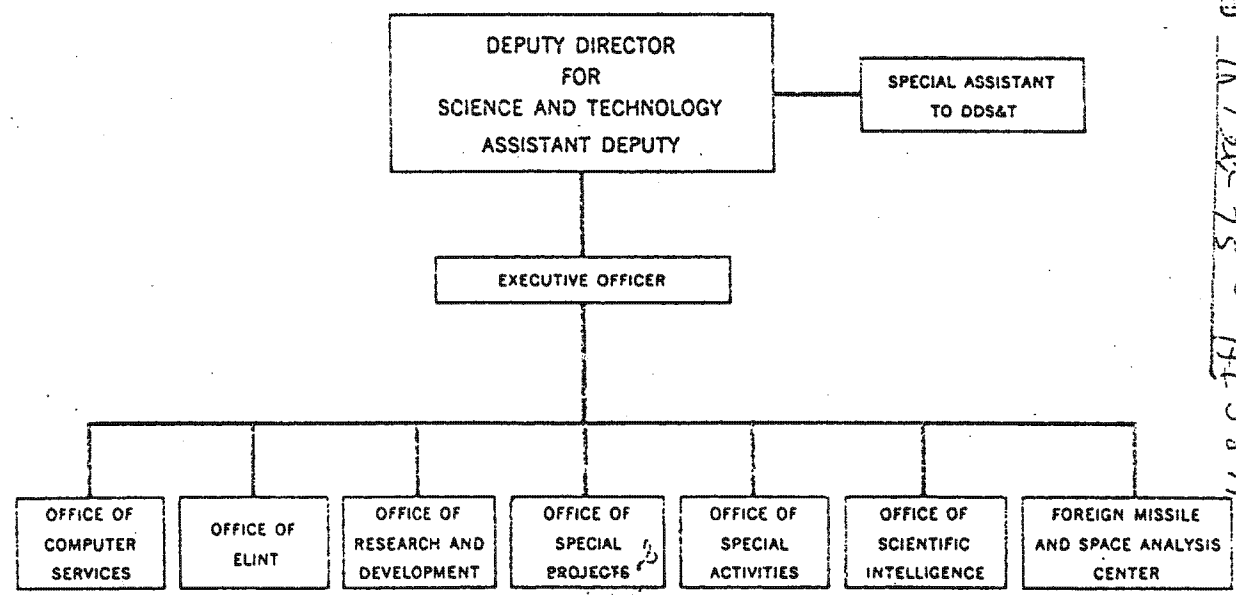 DEPUTY DIRECTOR
FOR
SCIENCE AND TECHNOLOGY
ASSISTANT DEPUTY
SPECIAL ASSISTANT
TO DDS&T
EXECUTIVE OFFICER
OFFICE OF
COMPUTER
SERVICES
OFFICE OF
ELINT
OFFICE OF
RESEARCH AND
DEVELOPMENT
OFFICE OF
SPECIAL
PROJECTS
OFFICE OF
SPECIAL
ACTIVITIES
OFFICE OF
SCIENTIFIC
INTELLIGENCE
FOREIGN MISSILE
AND SPACE ANALYSIS
CENTER